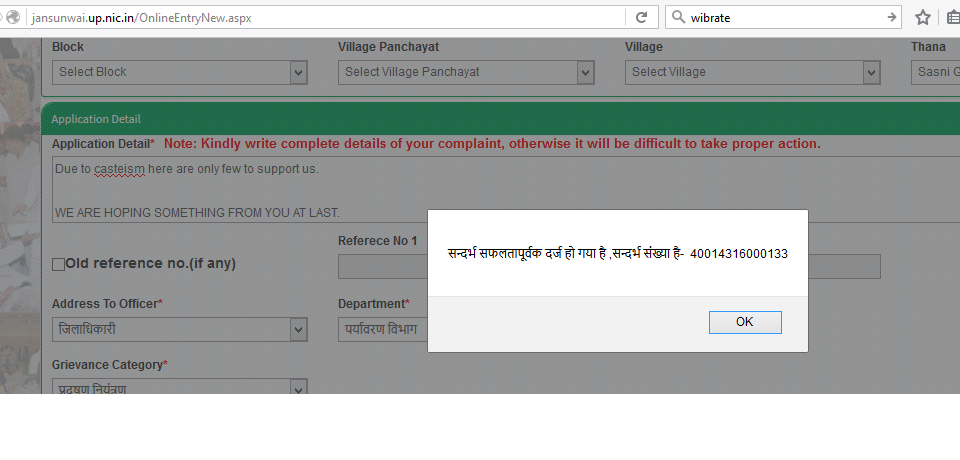 jansunwai.up.nic.in/OnlineEntryNew.aspx
wibrate
Block Village Panchayat Village Thana
Select Block Select Village Panchayat Select Village Sasni G
Application Detail
Application Detail* Note: Kindly write complete details of your complaint, otherwise it will be difficult to take proper action.
Due to casteism here are only few to support us.
WE ARE HOPING SOMETHING FROM YOU AT LAST.
Referece No 1
सन्दर्भ सफलतापूर्वक दर्ज हो गया है ,सन्दर्भ संख्या है- 40014316000133
Old reference no.(if any)
Address To Officer* Department*
जिलाधिकारी पर्यावरण विभाग
OK
Grievance Category*
प्रदूषण नियंत्रण